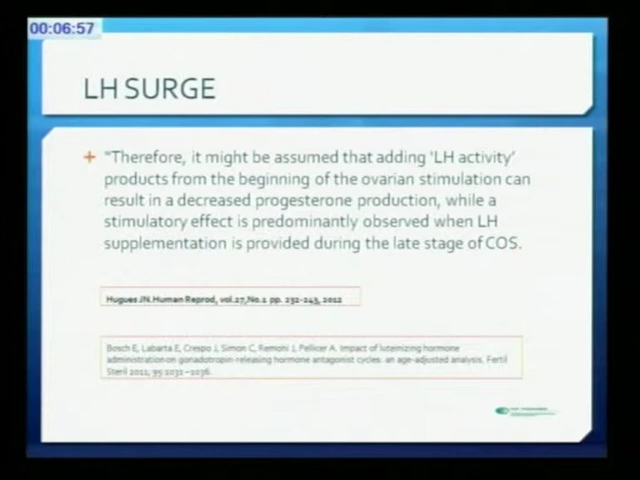 00:06:57
LH SURGE
+ "Therefore, it might be assumed that adding 'LH activity'
products from the beginning of the ovarian stimulation can
result in a decreased progesterone production, while a
stimulatory effect is predominantly observed when LH
supplementation is provided during the late stage of COS.
Hugues JN.Human Reprod, vol.27,No.1 pp. 232-243, 2012
Bosch E, Labarta E, Crespo J, Simon C, Remohi J, Pellicer A. Impact of luteinizing hormone
administration on gonadotropin-releasing hormone antagonist cycles: an age-adjusted analysis. Fertil
Steril 2011; 95:1031–1036.